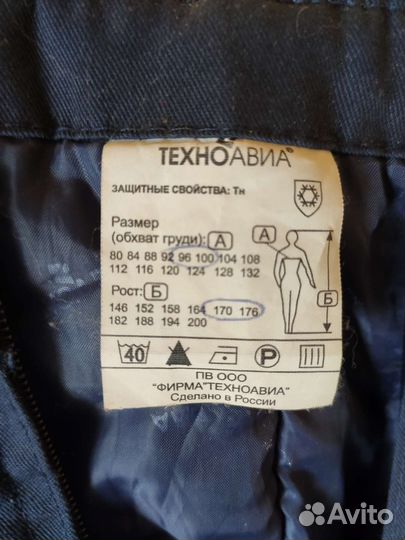 ТЕХНОАВИА®
ЗАЩИТНЫЕ СВОЙСТВА: Тн
Размер
(обхват груди): А
80 84 88 92 96 100 104 108
112 116 120 124 128 132
Рост: Б
146 152 158 164 170 176
182 188 194 200
А
Б
40
Р
ПВ ООО
"ФИРМА"ТЕХНОАВИА"
Сделано в России
Avito